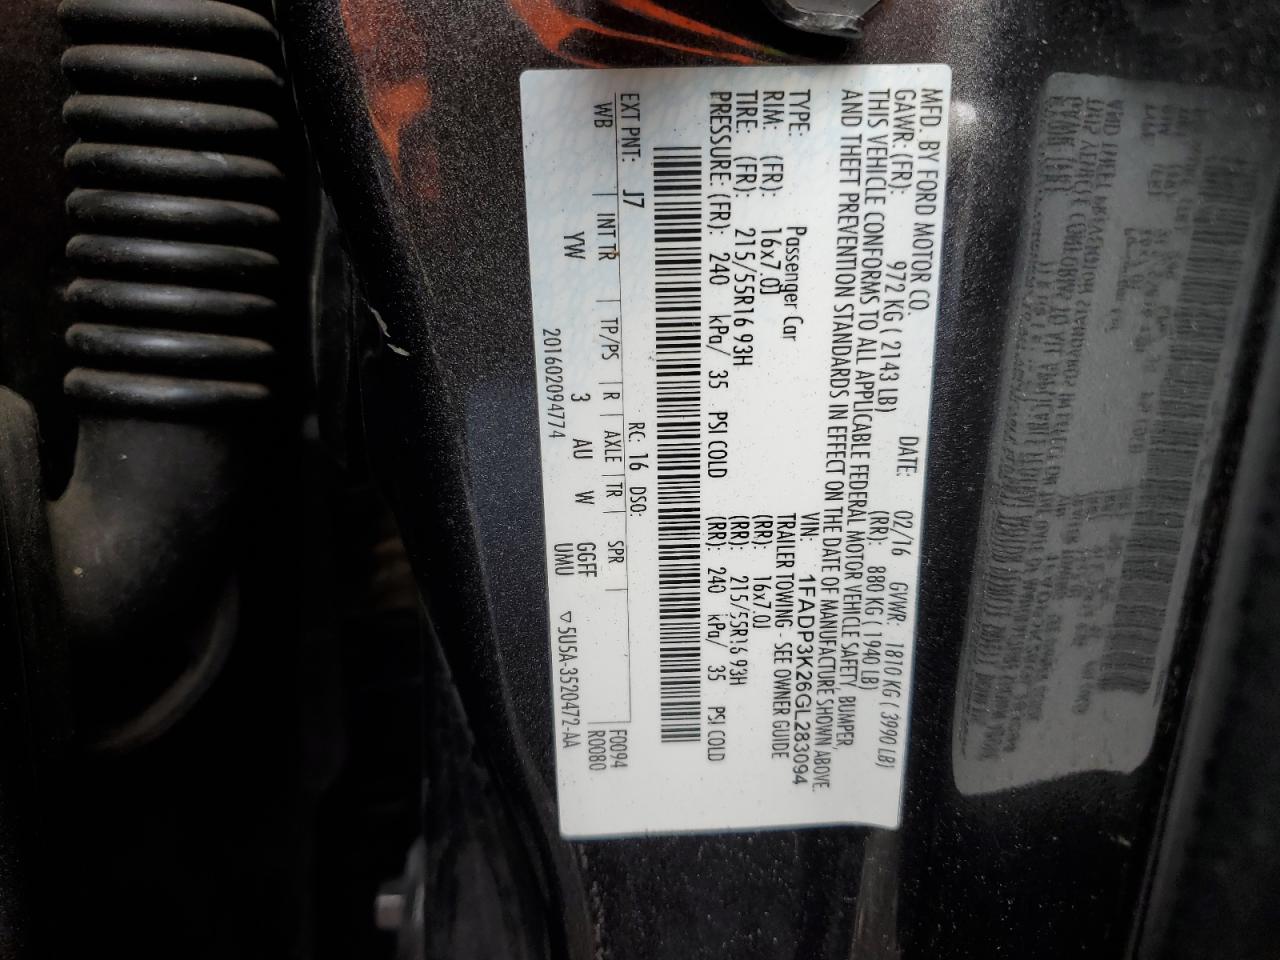 MFD. BY FORD MOTOR CO.
DATE: 02/16 GVWR: 1810 KG ( 3990 LB)
GAWR: (FR): 972 KG ( 2143 LB) (RR): 880 KG ( 1940 LB)
THIS VEHICLE CONFORMS TO ALL APPLICABLE FEDERAL MOTOR VEHICLE SAFETY, BUMPER,
AND THEFT PREVENTION STANDARDS IN EFFECT ON THE DATE OF MANUFACTURE SHOWN ABOVE.
VIN: 1FADP3K26GL283094
TYPE: Passenger Car TRAILER TOWING - SEE OWNER GUIDE
RIM: (FR): 16x7.0J (RR): 16x7.0J
TIRE: (FR): 215/55R16 93H (RR): 215/55R16 93H
PRESSURE: (FR): 240 kPa/ 35 PSI COLD (RR): 240 kPa/ 35 PSI COLD
EXT PNT: J7 RC: 16 DSO: F0094
WB INT TR TP/PS R AXLE TR SPR R0080
YW 3 AU W GGFF
201602094774 UMU ▽ 5U5A-3520472-AA